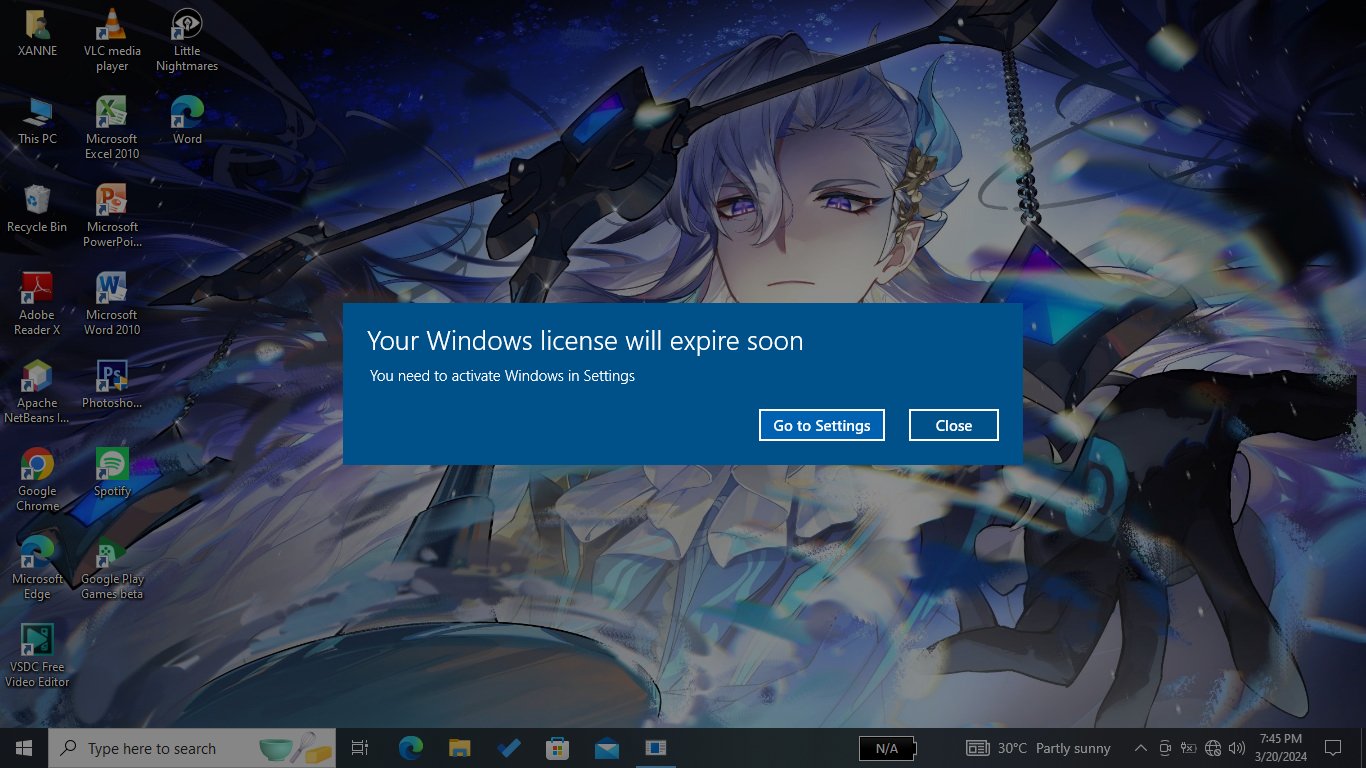 XANNE
VLC media
player
Little
Nightmares
This PC
Microsoft
Excel 2010
Word
Recycle Bin
Microsoft
PowerPoi...
Adobe
Reader X
Microsoft
Word 2010
Apache
NetBeans I...
Photosho...
Google
Chrome
Spotify
Microsoft
Edge
Google Play
Games beta
VSDC Free
Video Editor
Your Windows license will expire soon
You need to activate Windows in Settings
Go to Settings
Close
Type here to search
N/A
30°C Partly sunny
7:45 PM
3/20/2024